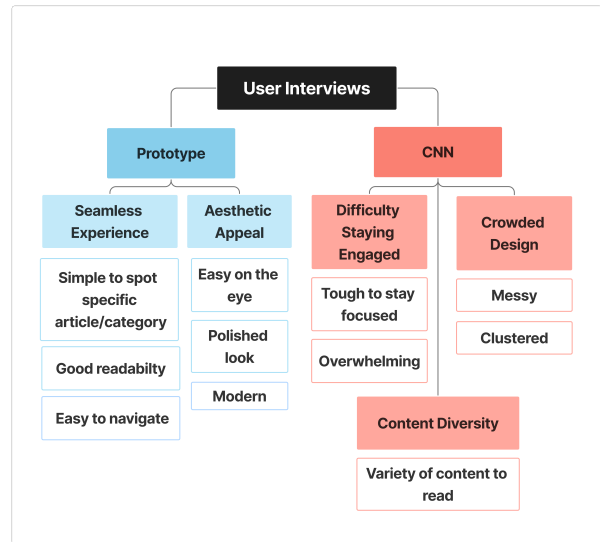 User Interviews
Prototype
CNN
Seamless
Experience
Aesthetic
Appeal
Difficulty
Staying
Engaged
Crowded
Design
Simple to spot
specific
article/category
Good readabilty
Easy to navigate
Easy on the
eye
Polished
look
Modern
Tough to stay
focused
Overwhelming
Messy
Clustered
Content Diversity
Variety of content to
read